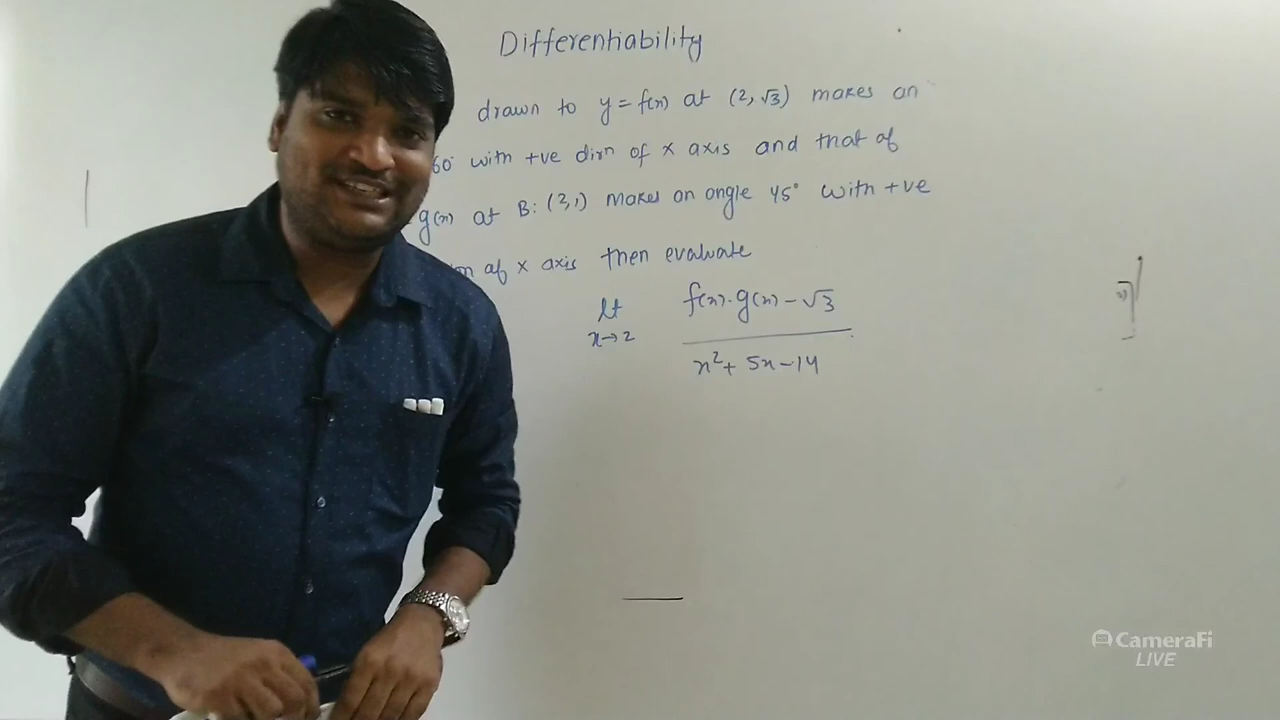 Differentiability
drawn to y = f(x) at (2, √3) makes an
60° with +ve dirn of x axis and that of
g(x) at B: (2,1) makes an angle 45° with +ve
of x axis then evaluate
lt f(x).g(x) - √3
x→2 x² + 5x - 14
CameraFi
LIVE